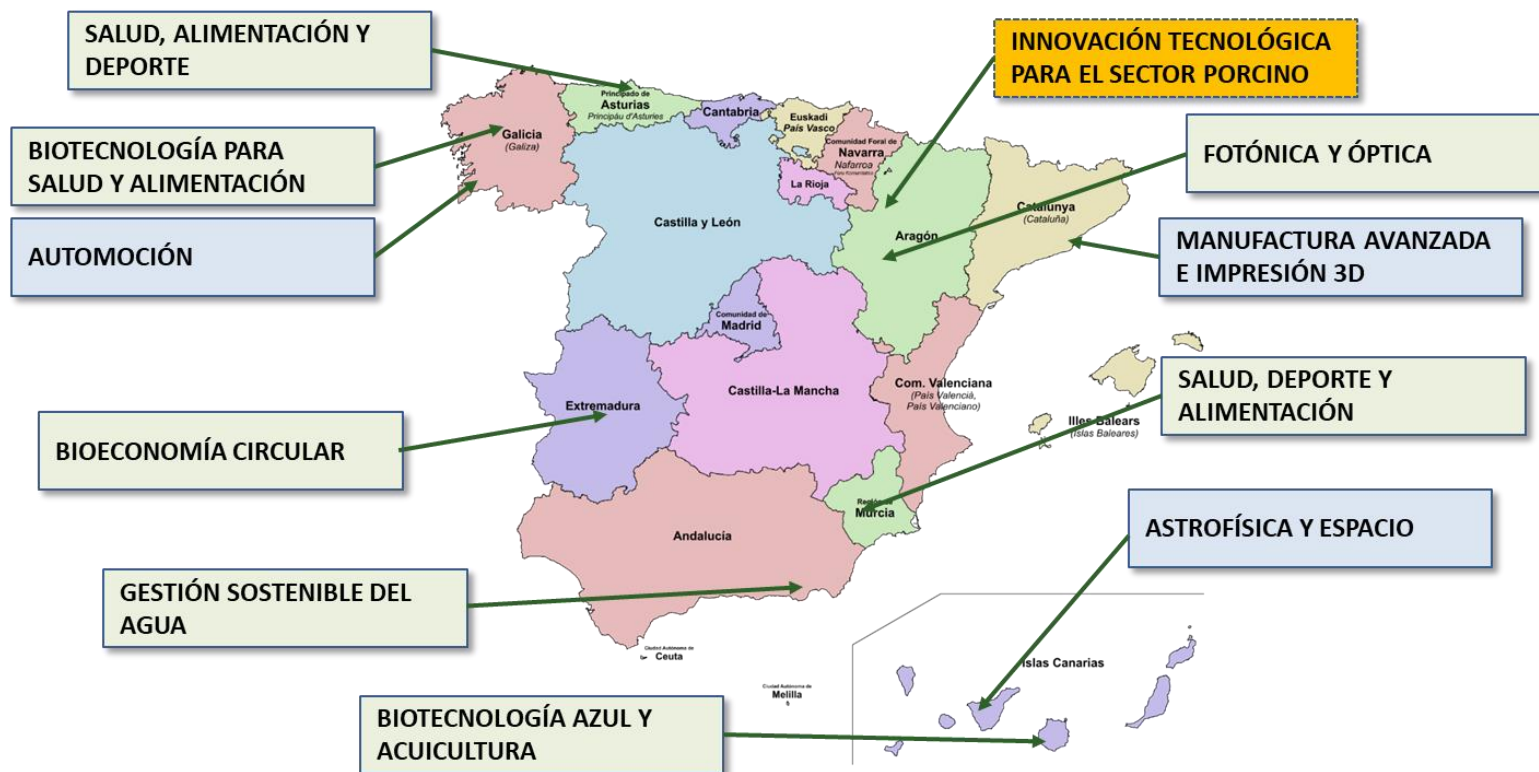 SALUD, ALIMENTACIÓN Y
DEPORTE
INNOVACIÓN TECNOLÓGICA
PARA EL SECTOR PORCINO
BIOTECNOLOGÍA PARA
SALUD Y ALIMENTACIÓN
FOTÓNICA Y ÓPTICA
AUTOMOCIÓN
MANUFACTURA AVANZADA
E IMPRESIÓN 3D
BIOECONOMÍA CIRCULAR
SALUD, DEPORTE Y
ALIMENTACIÓN
ASTROFÍSICA Y ESPACIO
GESTIÓN SOSTENIBLE DEL
AGUA
BIOTECNOLOGÍA AZUL Y
ACUICULTURA
Galicia
(Galiza)
Principado de
Asturias
Principáu d'Asturies
Cantabria
Euskadi
País Vasco
Comunidad Foral de
Navarra
Nafarroa
La Rioja
Aragón
Catalunya
(Cataluña)
Castilla y León
Comunidad de
Madrid
Castilla-La Mancha
Extremadura
Com. Valenciana
(País Valencià,
País Valenciano)
Illes Balears
(Islas Baleares)
Murcia
Andalucía
Ciudad Autónoma de
Ceuta
Ciudad Autónoma de
Melilla
Islas Canarias